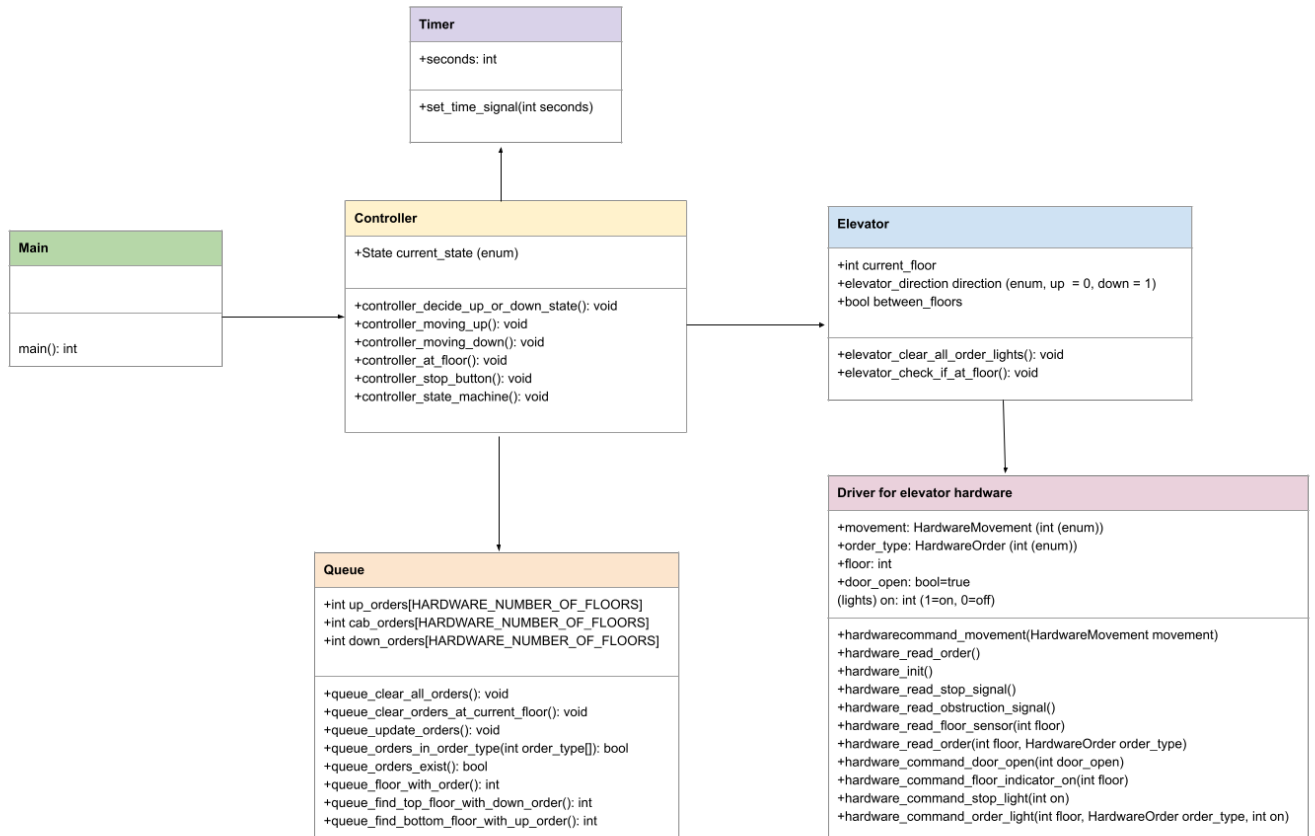 Timer
+seconds: int
+set_time_signal(int seconds)
Main
main(): int
Controller
+State current_state (enum)
+controller_decide_up_or_down_state(): void
+controller_moving_up(): void
+controller_moving_down(): void
+controller_at_floor(): void
+controller_stop_button(): void
+controller_state_machine(): void
Elevator
+int current_floor
+elevator_direction direction (enum, up  = 0, down = 1)
+bool between_floors
+elevator_clear_all_order_lights(): void
+elevator_check_if_at_floor(): void
Queue
+int up_orders[HARDWARE_NUMBER_OF_FLOORS]
+int cab_orders[HARDWARE_NUMBER_OF_FLOORS]
+int down_orders[HARDWARE_NUMBER_OF_FLOORS]
+queue_clear_all_orders(): void
+queue_clear_orders_at_current_floor(): void
+queue_update_orders(): void
+queue_orders_in_order_type(int order_type[]): bool
+queue_orders_exist(): bool
+queue_floor_with_order(): int
+queue_find_top_floor_with_down_order(): int
+queue_find_bottom_floor_with_up_order(): int
Driver for elevator hardware
+movement: HardwareMovement (int (enum))
+order_type: HardwareOrder (int (enum))
+floor: int
+door_open: bool=true
(lights) on: int (1=on, 0=off)
+hardwarecommand_movement(HardwareMovement movement)
+hardware_read_order()
+hardware_init()
+hardware_read_stop_signal()
+hardware_read_obstruction_signal()
+hardware_read_floor_sensor(int floor)
+hardware_read_order(int floor, HardwareOrder order_type)
+hardware_command_door_open(int door_open)
+hardware_command_floor_indicator_on(int floor)
+hardware_command_stop_light(int on)
+hardware_command_order_light(int floor, HardwareOrder order_type, int on)